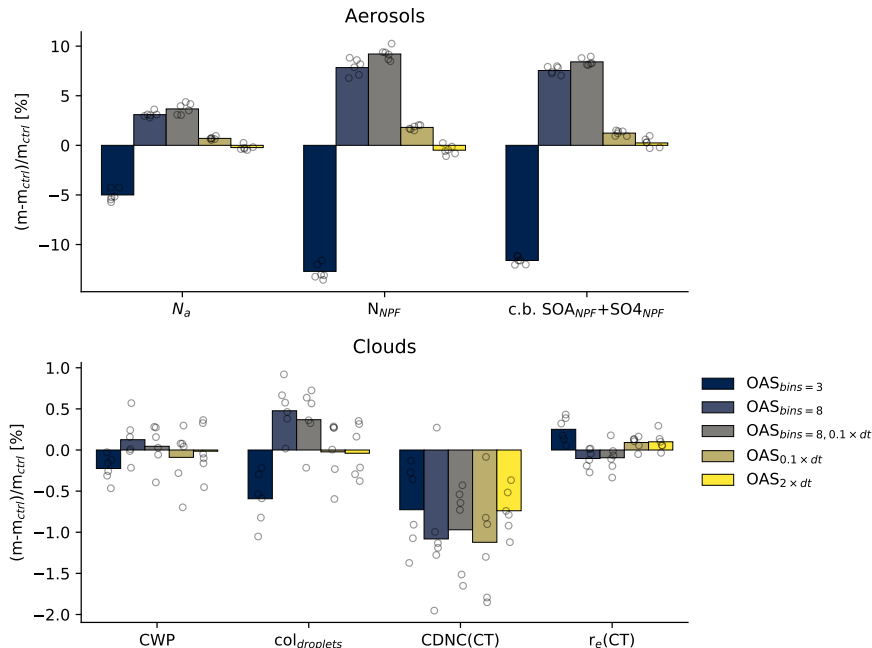 Aerosols
(m-m_ctrl)/m_ctrl [%]
10
5
0
−5
−10
N_a
N_NPF
c.b. SOA_NPF+SO4_NPF
Clouds
(m-m_ctrl)/m_ctrl [%]
1.0
0.5
0.0
−0.5
−1.0
−1.5
−2.0
CWP
col_droplets
CDNC(CT)
r_e(CT)
OAS_bins=3
OAS_bins=8
OAS_bins=8,0.1×dt
OAS_0.1×dt
OAS_2×dt